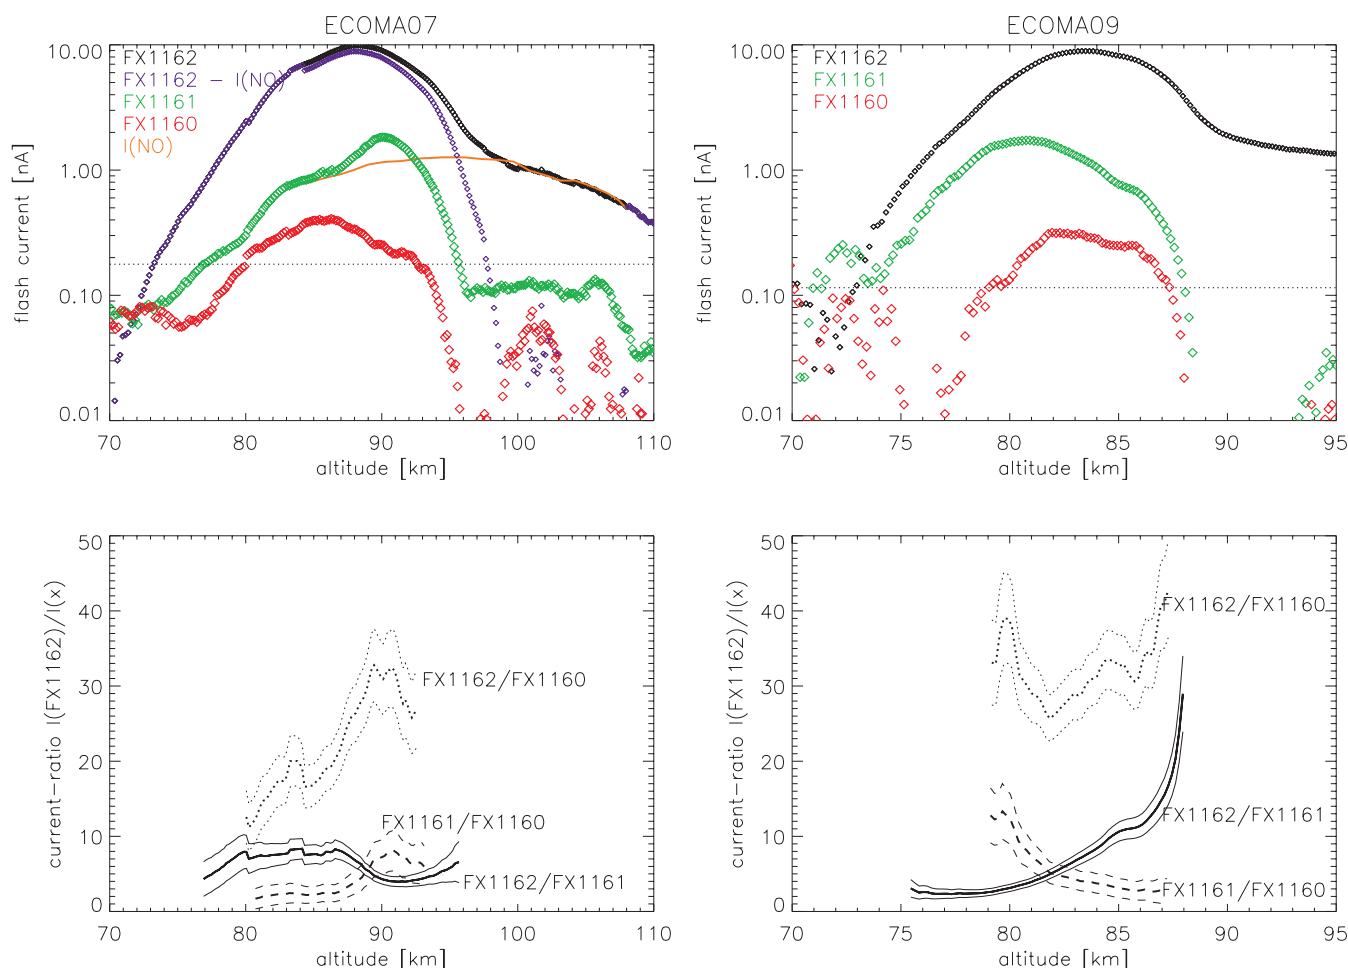 ECOMA07
10.00
1.00
0.10
0.01
flash current [nA]
FX1162
FX1162 - I(NO)
FX1161
FX1160
I(NO)
70 80 90 100 110
altitude [km]
ECOMA09
10.00
1.00
0.10
0.01
flash current [nA]
FX1162
FX1161
FX1160
70 75 80 85 90 95
altitude [km]
50
40
30
20
10
0
current-ratio I(FX1162)/I(x)
FX1162/FX1160
FX1161/FX1160
FX1162/FX1161
70 80 90 100 110
altitude [km]
50
40
30
20
10
0
current-ratio I(FX1162)/I(x)
FX1162/FX1160
FX1162/FX1161
FX1161/FX1160
70 75 80 85 90 95
altitude [km]